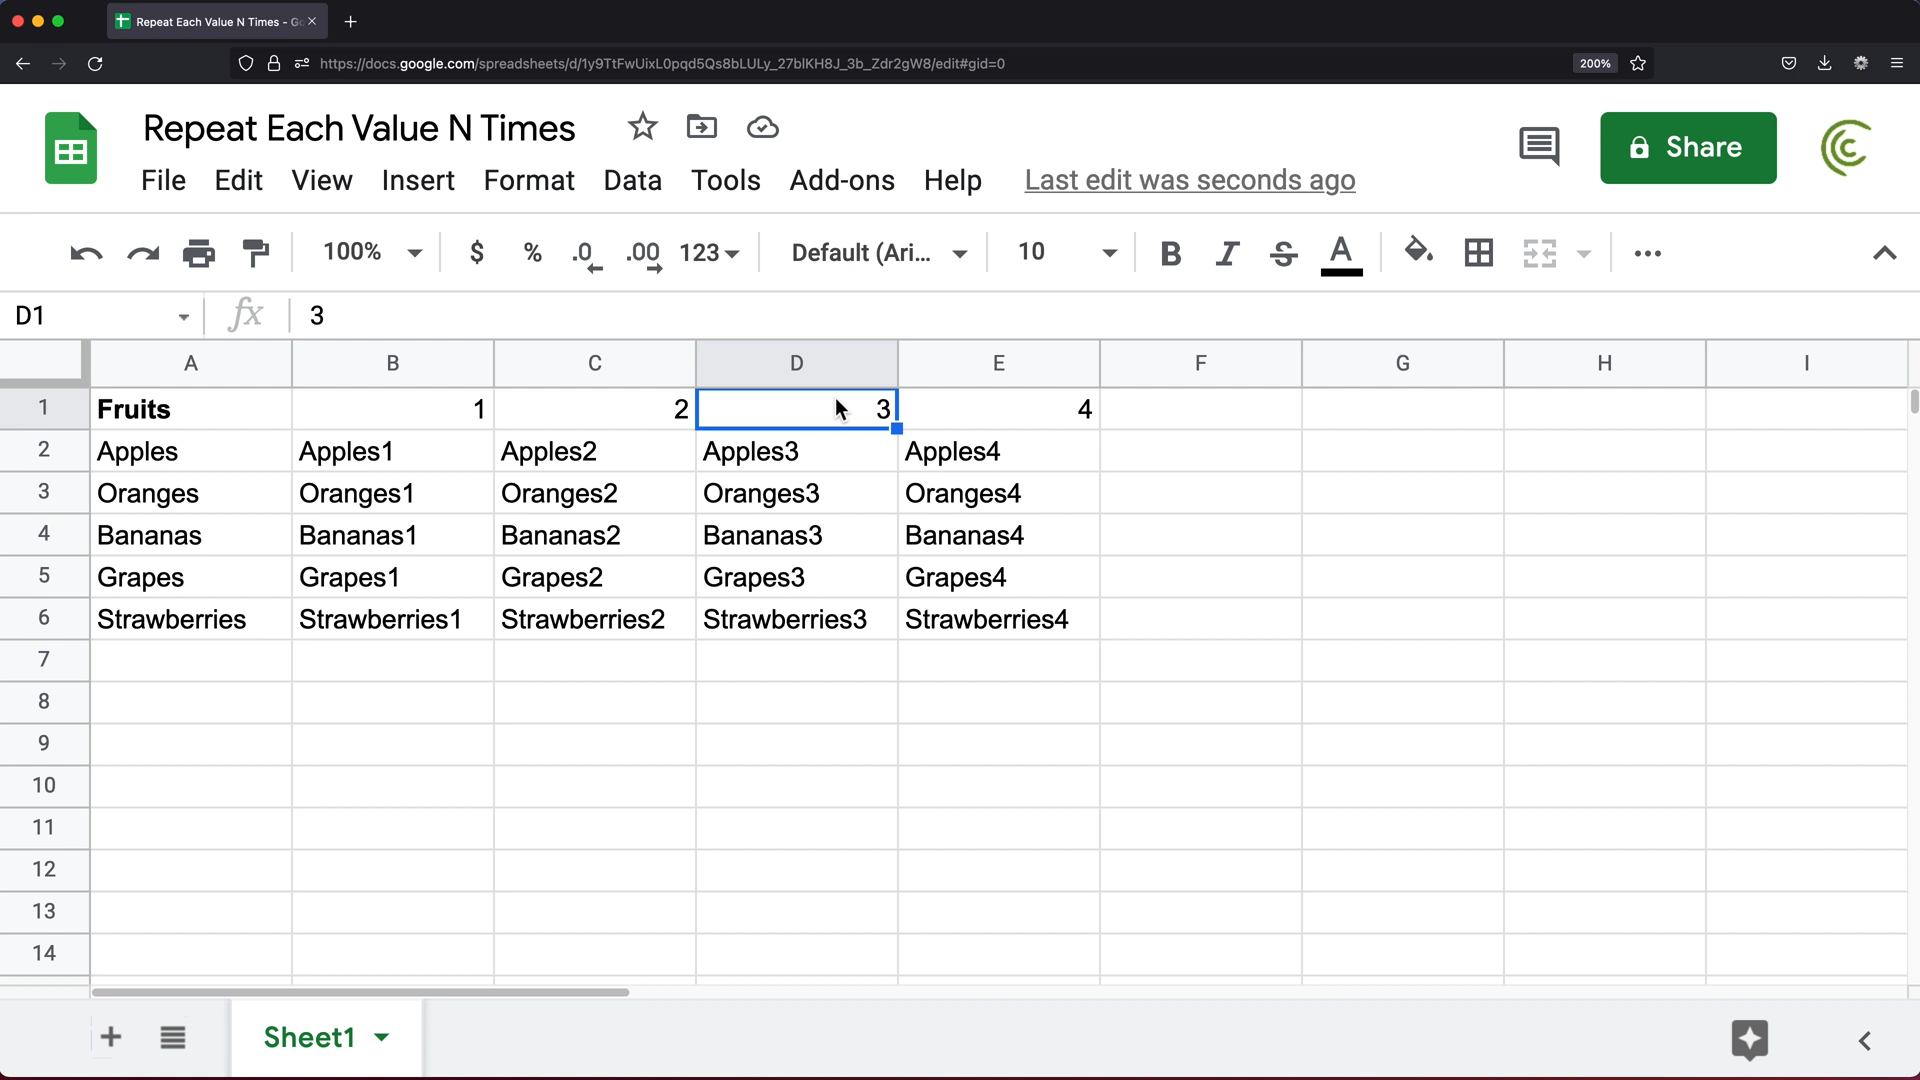 Repeat Each Value N Times - Go
https://docs.google.com/spreadsheets/d/1y9TtFwUixL0pqd5Qs8bLULy_27blKH8J_3b_Zdr2gW8/edit#gid=0 200%
Repeat Each Value N Times
Share
File Edit View Insert Format Data Tools Add-ons Help Last edit was seconds ago
100% $ % .0 .00 123 Default (Ari... 10 B I S A
D1 fx 3
A B C D E F G H I
1 Fruits 1 2 3 4
2 Apples Apples1 Apples2 Apples3 Apples4
3 Oranges Oranges1 Oranges2 Oranges3 Oranges4
4 Bananas Bananas1 Bananas2 Bananas3 Bananas4
5 Grapes Grapes1 Grapes2 Grapes3 Grapes4
6 Strawberries Strawberries1 Strawberries2 Strawberries3 Strawberries4
7
8
9
10
11
12
13
14
Sheet1